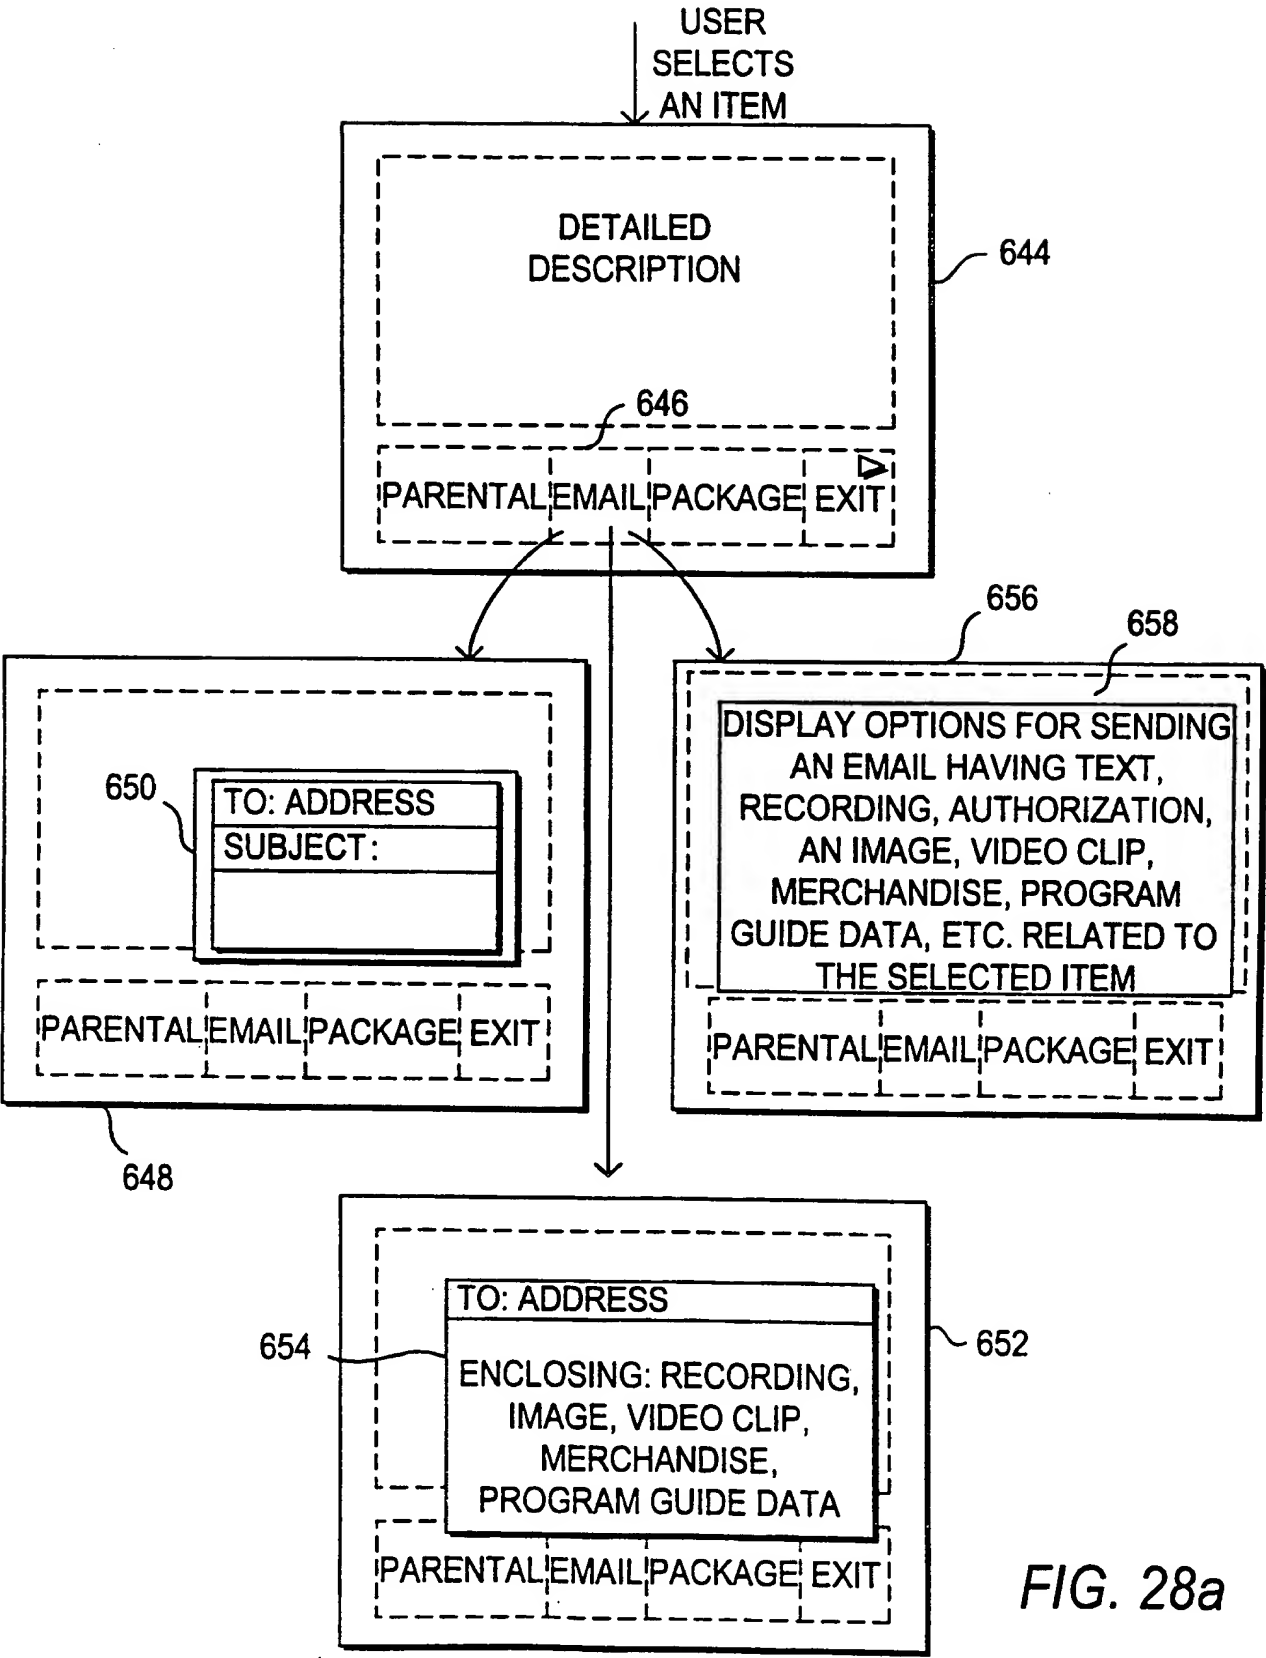 USER
SELECTS
AN ITEM
DETAILED
DESCRIPTION
644
646
PARENTAL EMAIL PACKAGE EXIT
656
658
650
TO: ADDRESS
SUBJECT:
PARENTAL EMAIL PACKAGE EXIT
648
DISPLAY OPTIONS FOR SENDING
AN EMAIL HAVING TEXT,
RECORDING, AUTHORIZATION,
AN IMAGE, VIDEO CLIP,
MERCHANDISE, PROGRAM
GUIDE DATA, ETC. RELATED TO
THE SELECTED ITEM
PARENTAL EMAIL PACKAGE EXIT
654
TO: ADDRESS
652
ENCLOSING: RECORDING,
IMAGE, VIDEO CLIP,
MERCHANDISE,
PROGRAM GUIDE DATA
PARENTAL EMAIL PACKAGE EXIT
FIG. 28a